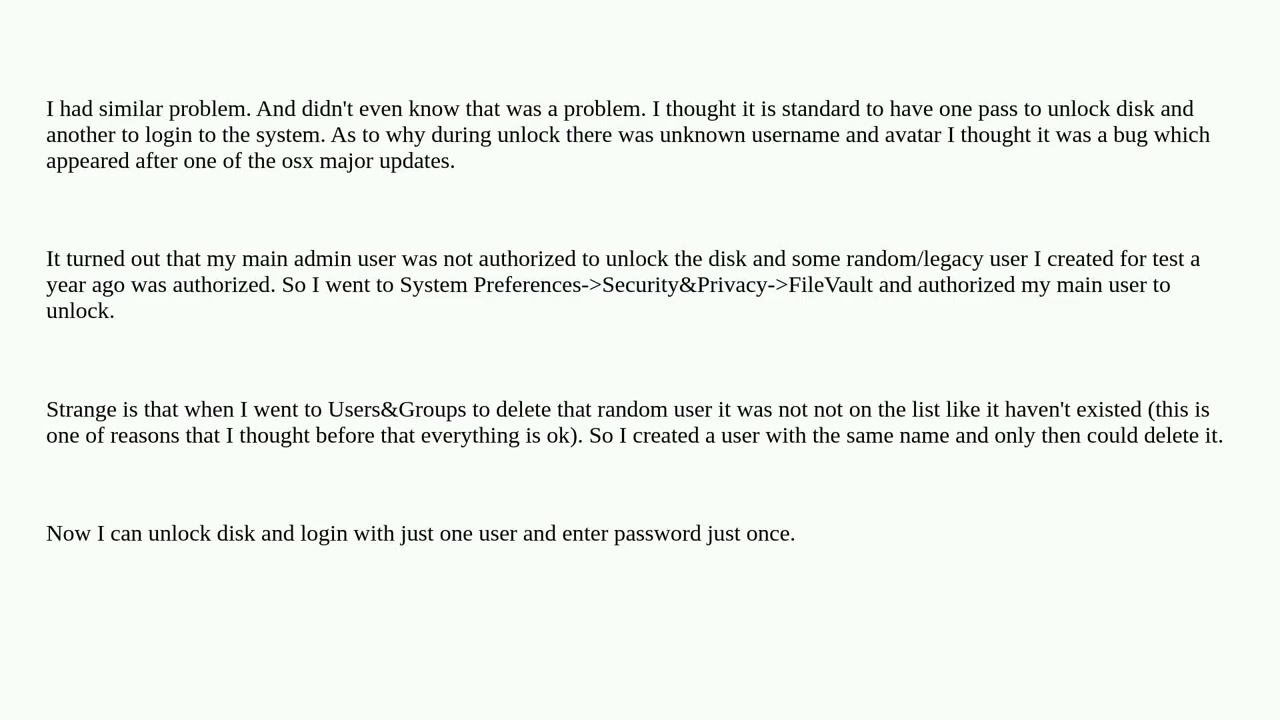 I had similar problem. And didn't even know that was a problem. I thought it is standard to have one pass to unlock disk and
another to login to the system. As to why during unlock there was unknown username and avatar I thought it was a bug which
appeared after one of the osx major updates.
It turned out that my main admin user was not authorized to unlock the disk and some random/legacy user I created for test a
year ago was authorized. So I went to System Preferences->Security&Privacy->FileVault and authorized my main user to
unlock.
Strange is that when I went to Users&Groups to delete that random user it was not not on the list like it haven't existed (this is
one of reasons that I thought before that everything is ok). So I created a user with the same name and only then could delete it.
Now I can unlock disk and login with just one user and enter password just once.